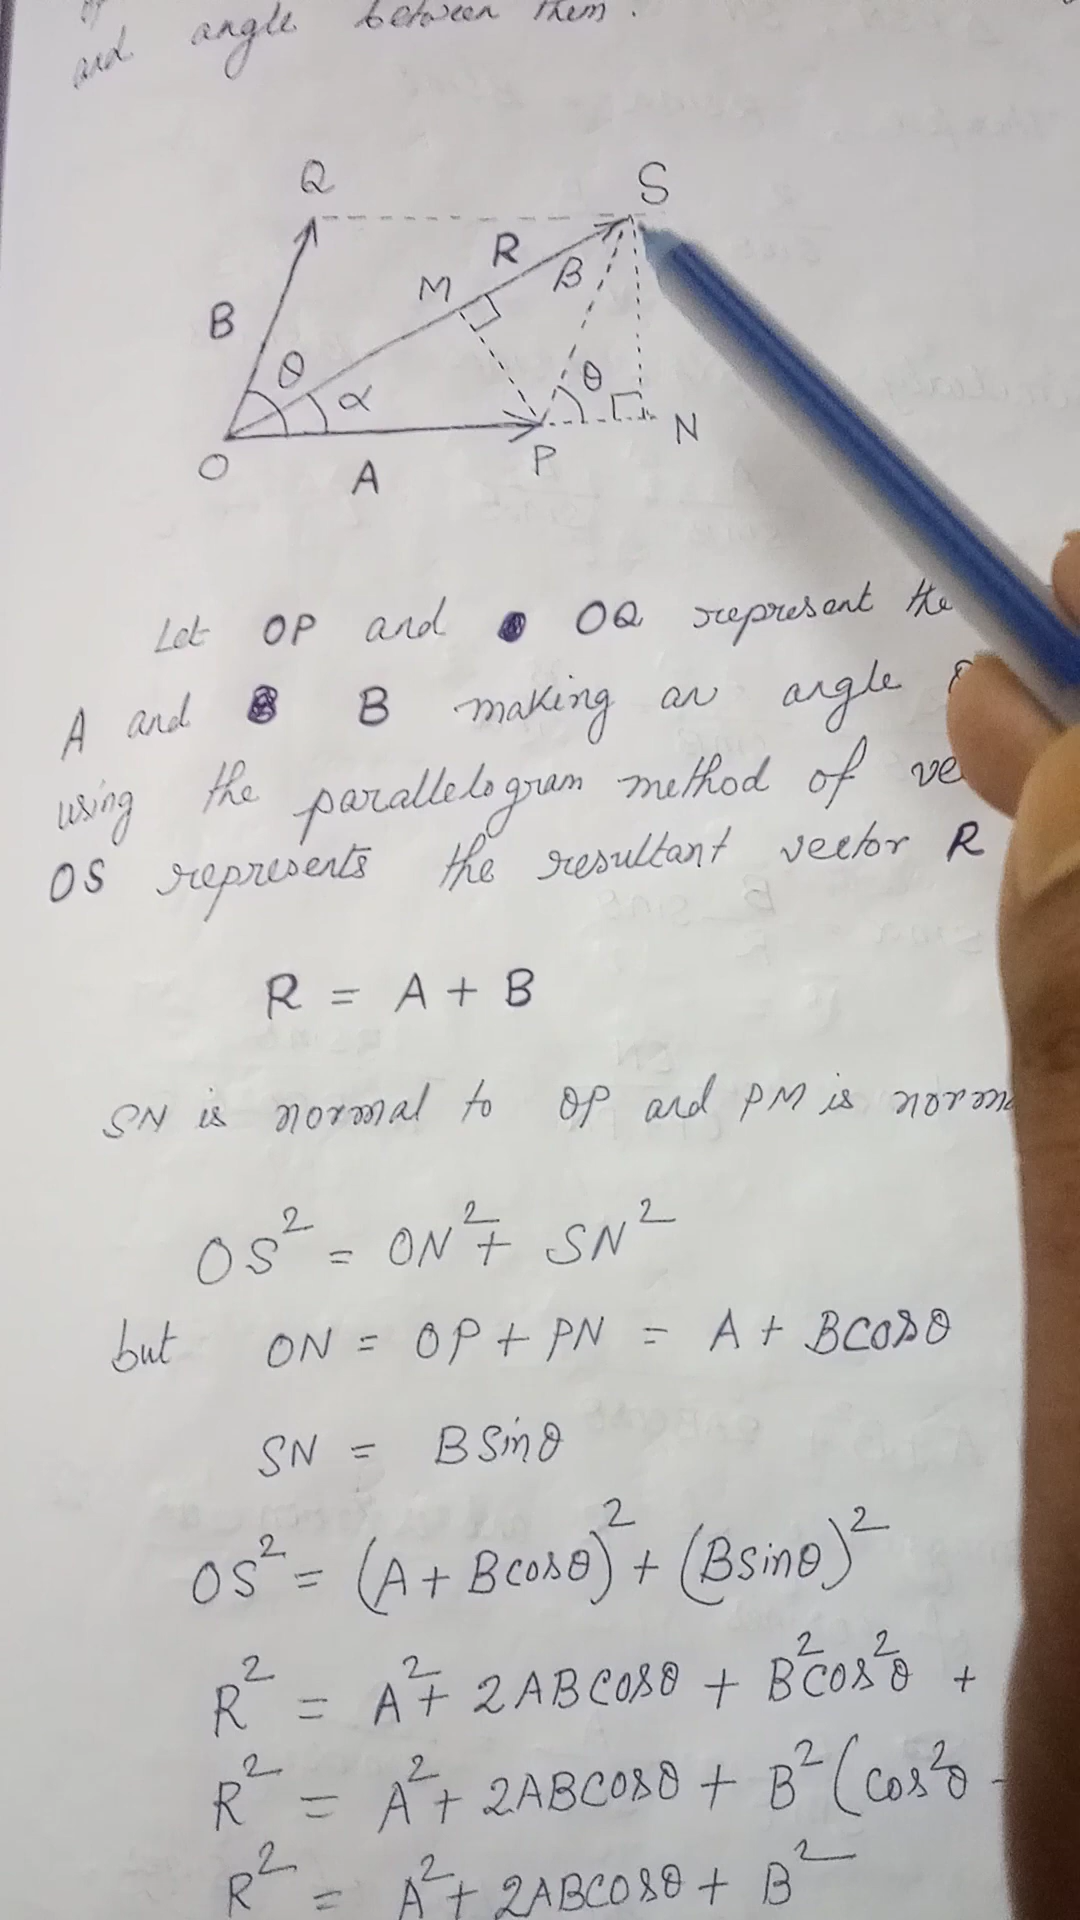 and angle between them.
Q
S
R
M
B
B
θ
α
θ
O
A
P
N
Let OP and OQ represent the
A and B making an angle
using the parallelogram method of
OS represents the resultant vector R
R = A + B
SN is normal to OP and PM is
OS² = ON² + SN²
but ON = OP + PN = A + Bcosθ
SN = Bsinθ
OS² = (A + Bcosθ)² + (Bsinθ)²
R² = A² + 2ABcosθ + B²cos²θ +
R² = A² + 2ABcosθ + B²(cos²θ
R² = A² + 2ABcosθ + B²